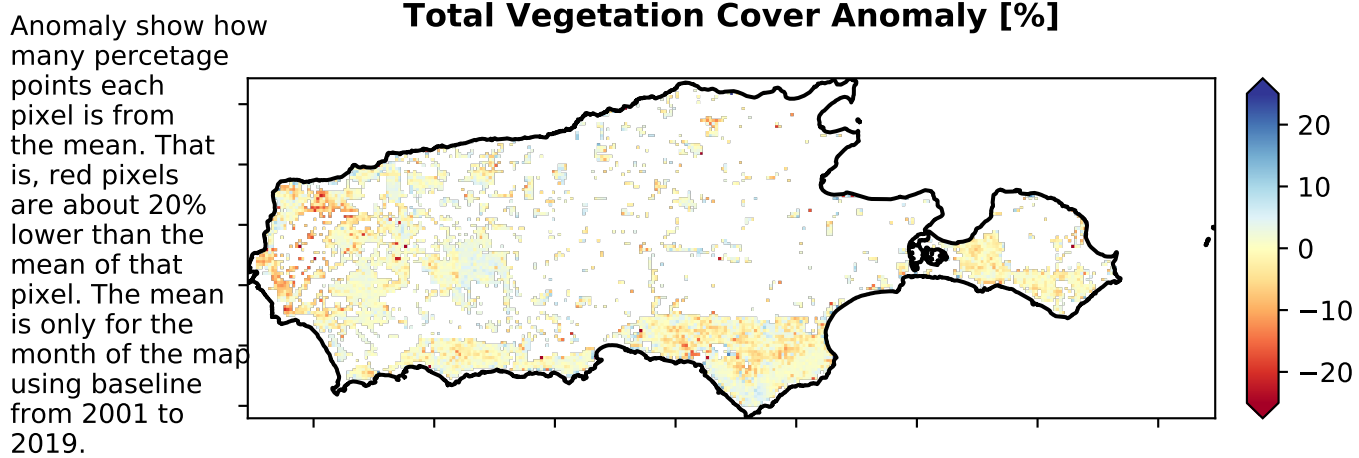 Total Vegetation Cover Anomaly [%]
Anomaly show how
many percetage
points each
pixel is from
the mean. That
is, red pixels
are about 20%
lower than the
mean of that
pixel. The mean
is only for the
month of the map
using baseline
from 2001 to
2019.
20
10
0
−10
−20